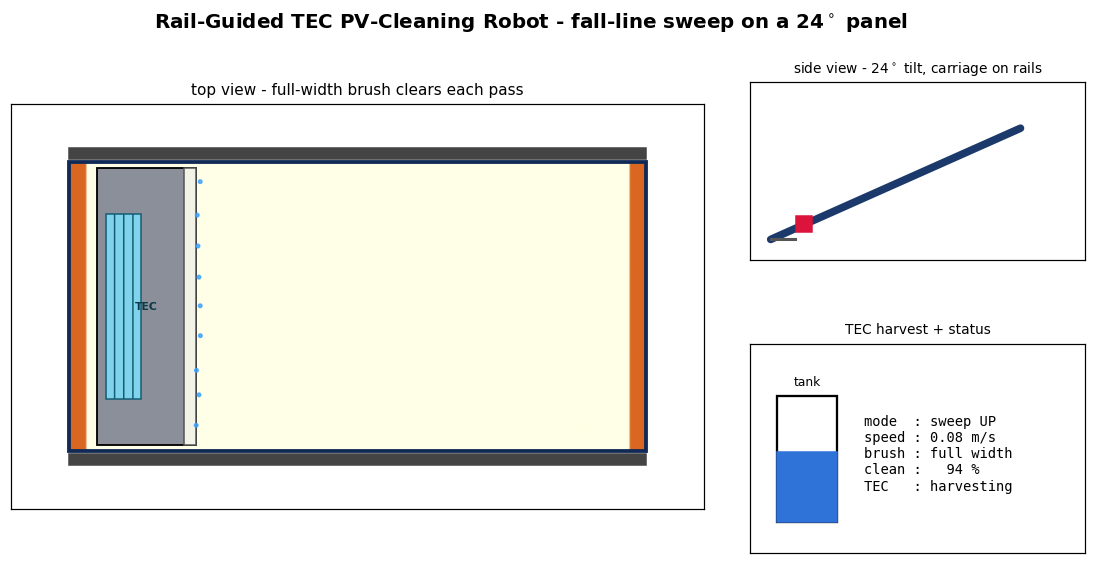 Rail-Guided TEC PV-Cleaning Robot - fall-line sweep on a 24° panel
top view - full-width brush clears each pass
TEC
side view - 24° tilt, carriage on rails
TEC harvest + status
tank
mode  : sweep UP
speed : 0.08 m/s
brush : full width
clean :   94 %
TEC   : harvesting